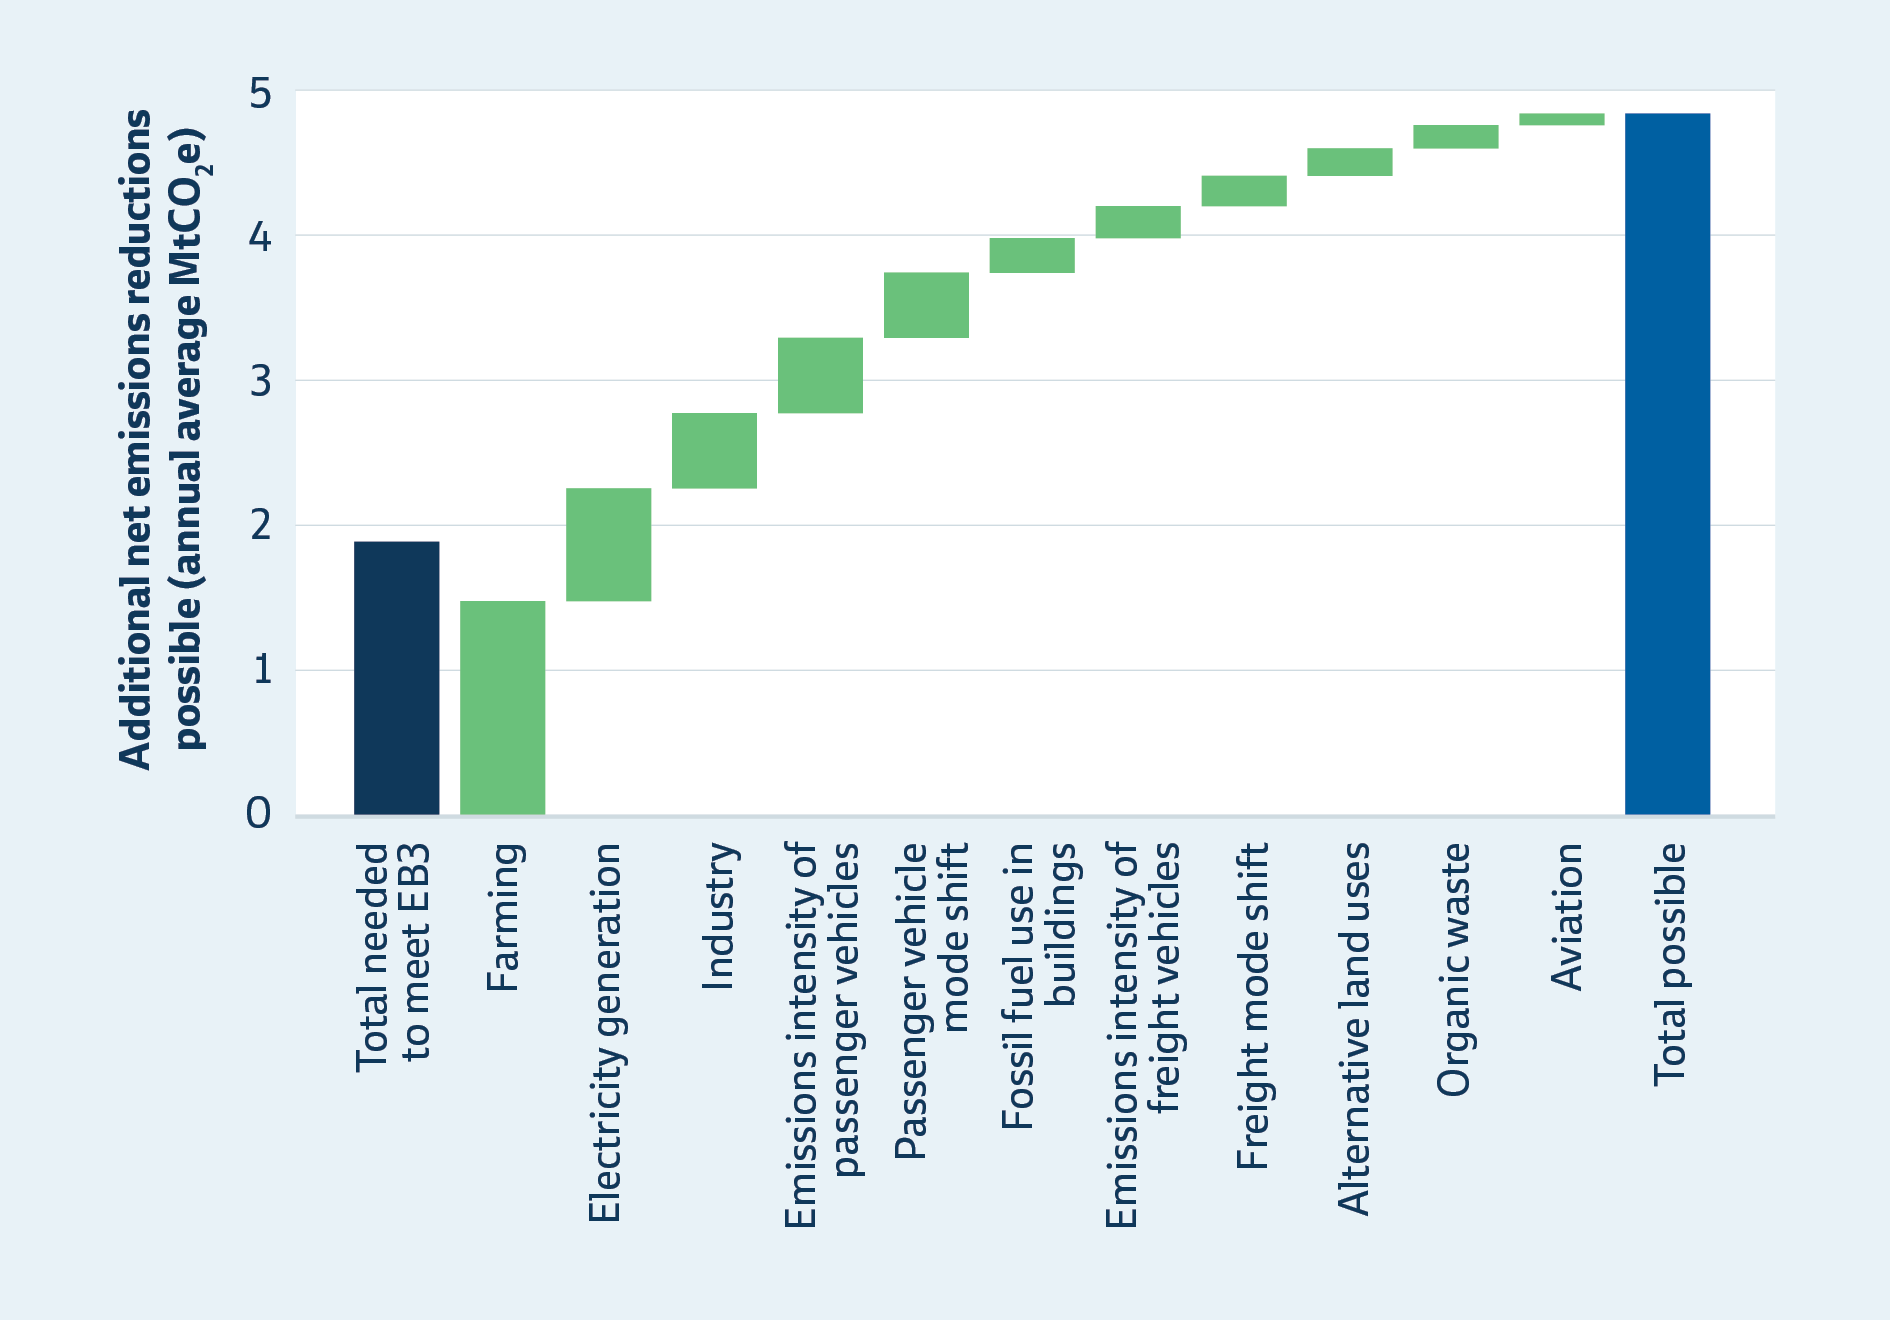 Additional net emissions reductions
possible (annual average MtCO₂e)
5
4
3
2
1
0
Total needed
to meet EB3
Farming
Electricity generation
Industry
Emissions intensity of
passenger vehicles
Passenger vehicle
mode shift
Fossil fuel use in
buildings
Emissions intensity of
freight vehicles
Freight mode shift
Alternative land uses
Organic waste
Aviation
Total possible